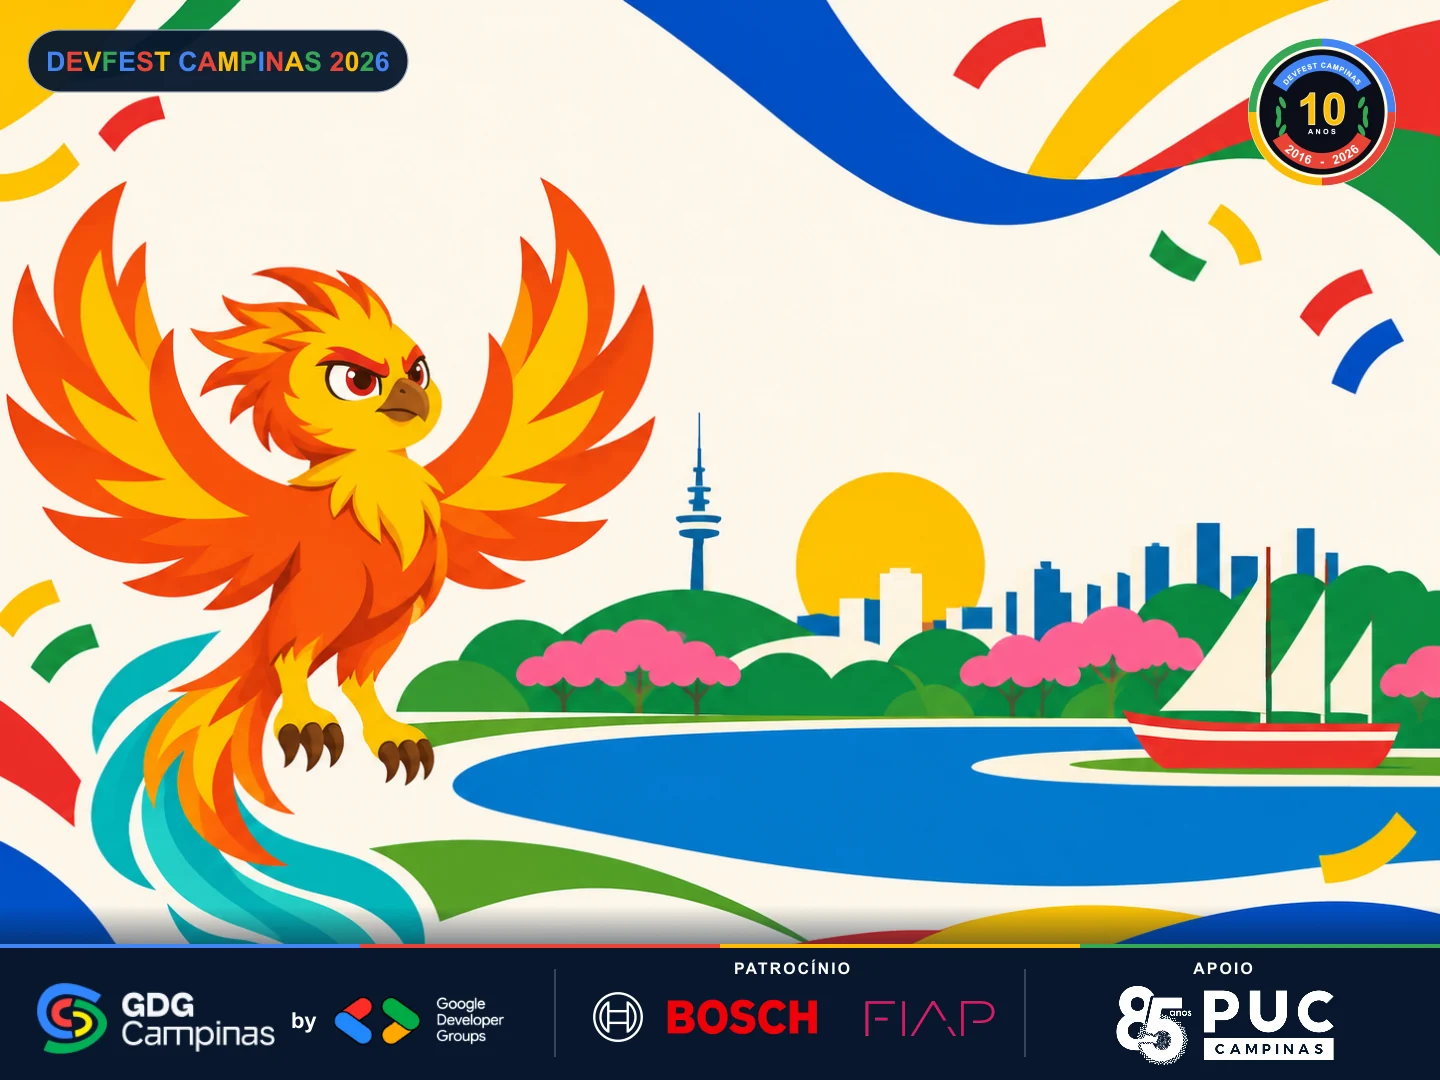 DEVFEST CAMPINAS 2026
DEVFEST CAMPINAS
10
ANOS
2016 - 2026
GDG
Campinas
by
Google
Developer
Groups
PATROCÍNIO
BOSCH
FIAP
APOIO
85 anos
PUC
CAMPINAS